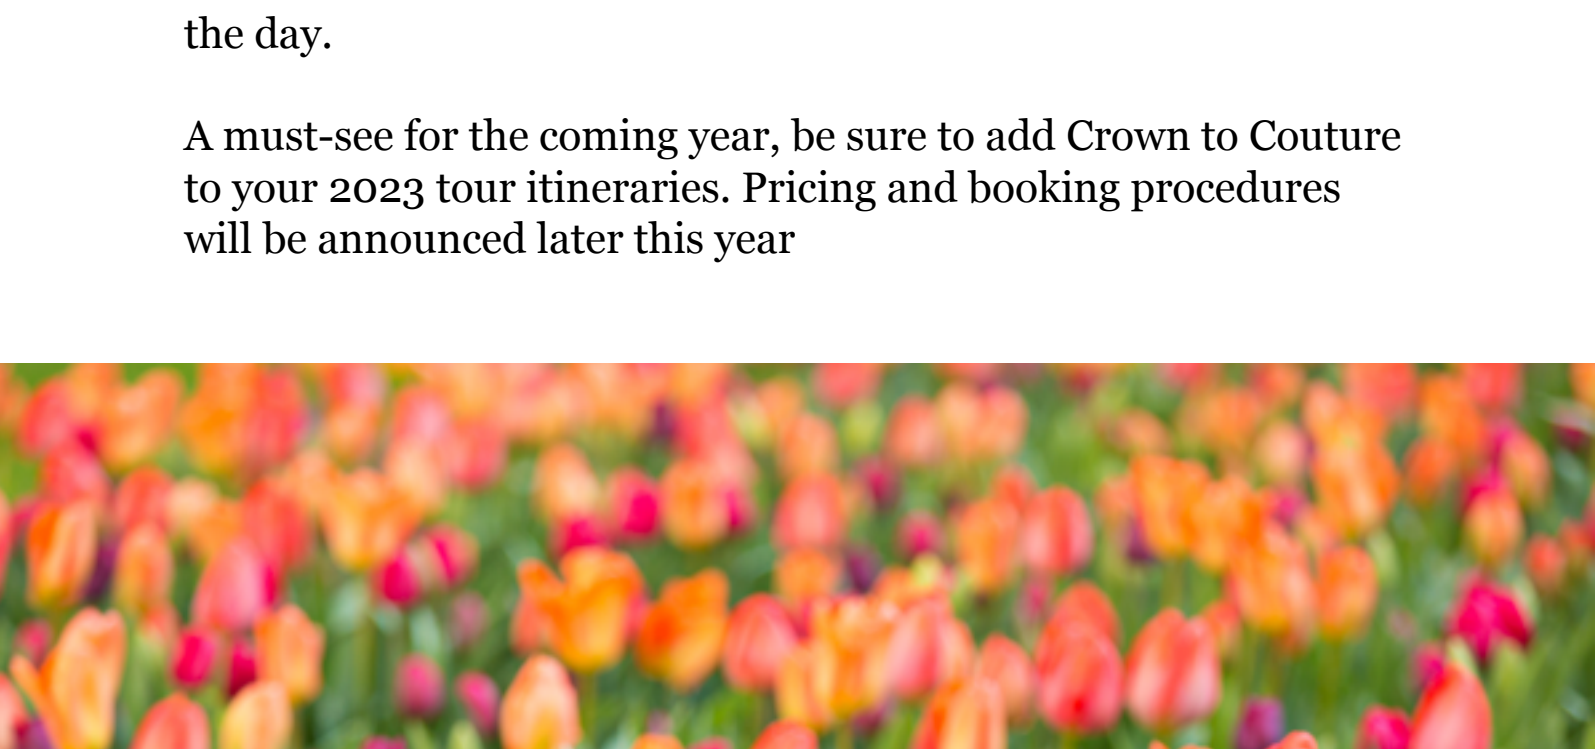 the day.
A must-see for the coming year, be sure to add Crown to Couture
to your 2023 tour itineraries. Pricing and booking procedures
will be announced later this year